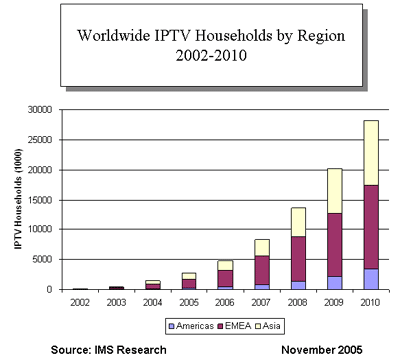 Worldwide IPTV Households by Region
2002-2010
IPTV Households (1000)
30000
25000
20000
15000
10000
5000
0
2002 2003 2004 2005 2006 2007 2008 2009 2010
Americas EMEA Asia
Source: IMS Research November 2005